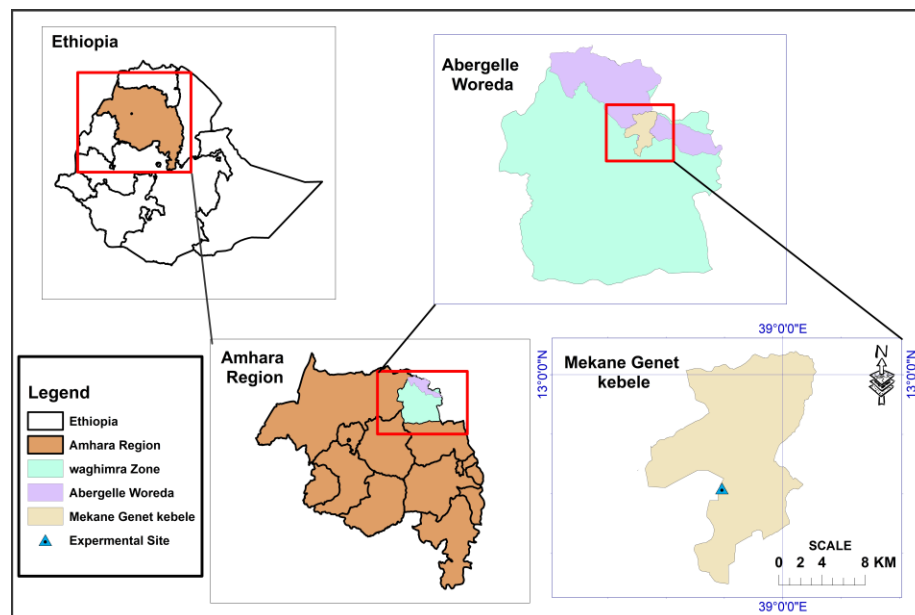 Ethiopia
Abergelle
Woreda
Amhara
Region
39°0'0"E
13°0'0"N
13°0'0"N
Mekane Genet
kebele
N
SCALE
0 2 4 8 KM
39°0'0"E
Legend
Ethiopia
Amhara Region
waghimra Zone
Abergelle Woreda
Mekane Genet kebele
Expermental Site